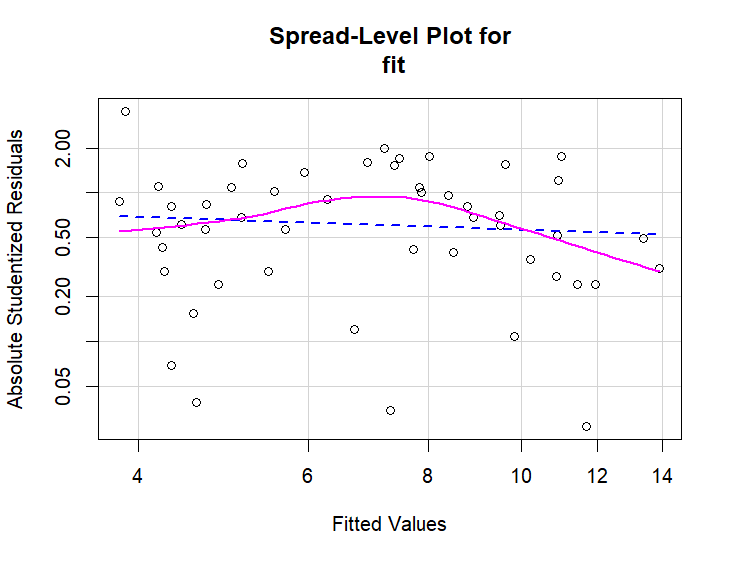 Spread-Level Plot for
fit
Absolute Studentized Residuals
2.00
0.50
0.20
0.05
4 6 8 10 12 14
Fitted Values